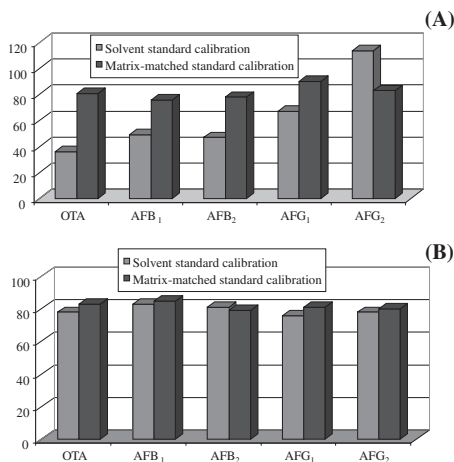 (A)
Solvent standard calibration
Matrix-matched standard calibration
120
100
80
60
40
20
0
OTA AFB1 AFB2 AFG1 AFG2
(B)
Solvent standard calibration
Matrix-matched standard calibration
100
80
60
40
20
0
OTA AFB1 AFB2 AFG1 AFG2